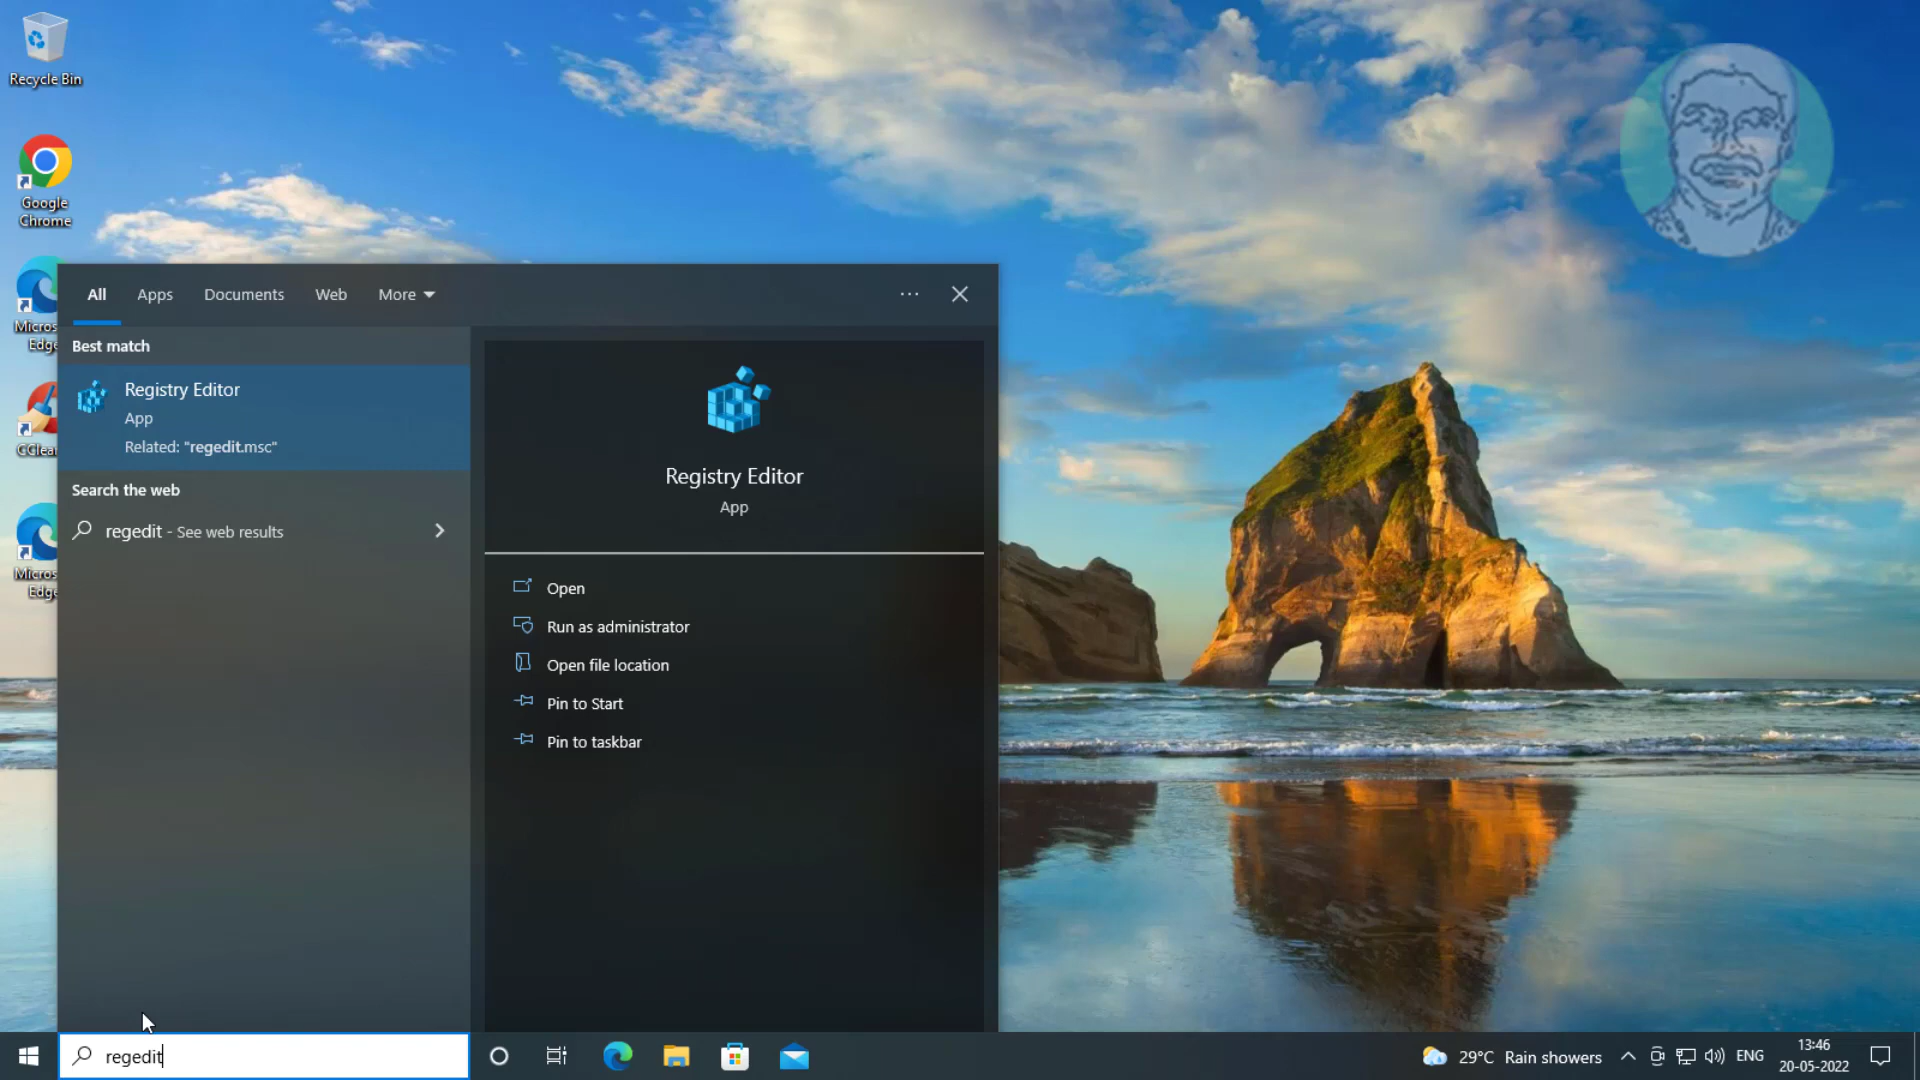 Recycle Bin
Google
Chrome
Micros
Edge
CClea
Micros
Edge
All
Apps
Documents
Web
More
Best match
Registry Editor
App
Related: "regedit.msc"
Search the web
regedit - See web results
Registry Editor
App
Open
Run as administrator
Open file location
Pin to Start
Pin to taskbar
regedit
29°C Rain showers
ENG
13:46
20-05-2022